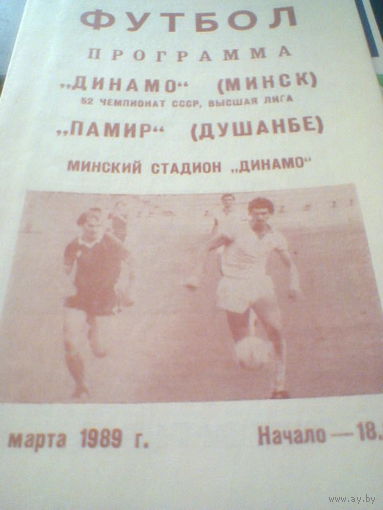 ФУТБОЛ
ПРОГРАММА
„ДИНАМО" (МИНСК)
52 ЧЕМПИОНАТ СССР, ВЫСШАЯ ЛИГА
„ПАМИР" (ДУШАНБЕ)
МИНСКИЙ СТАДИОН „ДИНАМО"
марта 1989 г. Начало — 18.
http://www.ay.by